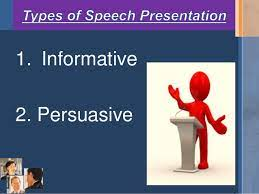 Types of Speech Presentation
1. Informative
2. Persuasive